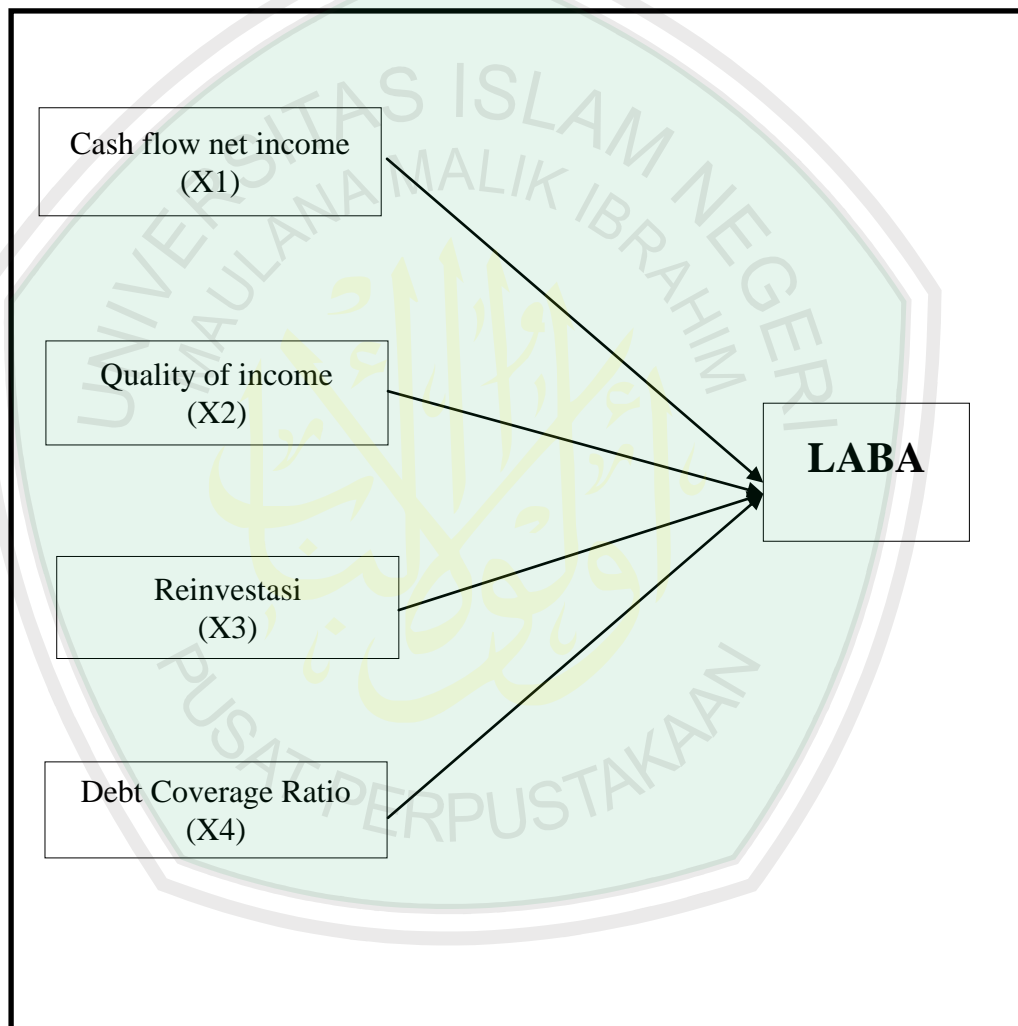 UNIVERSITAS ISLAM NEGERI
MAULANA MALIK IBRAHIM
Cash flow net income
(X1)
Quality of income
(X2)
LABA
Reinvestasi
(X3)
Debt Coverage Ratio
(X4)
PUSAT PERPUSTAKAAN